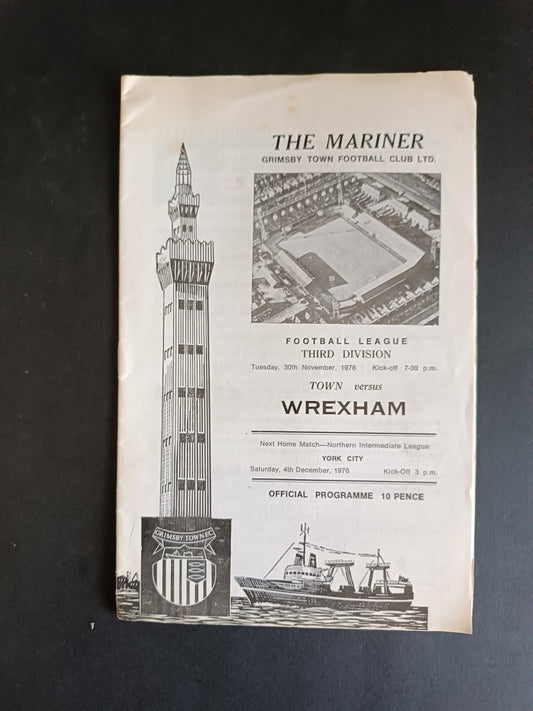 THE MARINER
GRIMSBY TOWN FOOTBALL CLUB LTD.
FOOTBALL LEAGUE
THIRD DIVISION
Tuesday, 30th November, 1976 Kick-off 7-30 p.m.
TOWN versus
WREXHAM
Next Home Match—Northern Intermediate League
YORK CITY
Saturday, 4th December, 1976 Kick-Off 3 p.m.
OFFICIAL PROGRAMME 10 PENCE
GRIMSBY TOWN F.C.